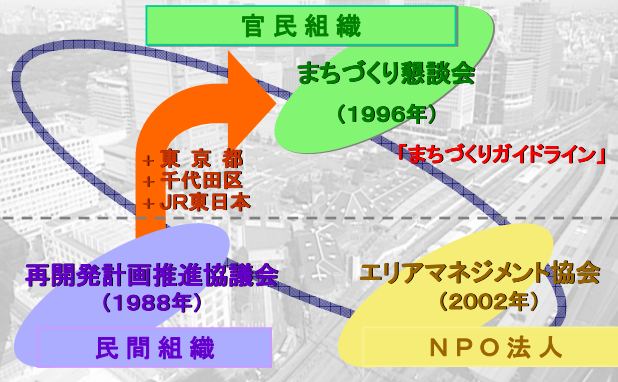 官民組織
まちづくり懇談会
（1996年）
「まちづくりガイドライン」
+東京都
+千代田区
+JR東日本
再開発計画推進協議会
（1988年）
民間組織
エリアマネジメント協会
（2002年）
ＮＰＯ法人